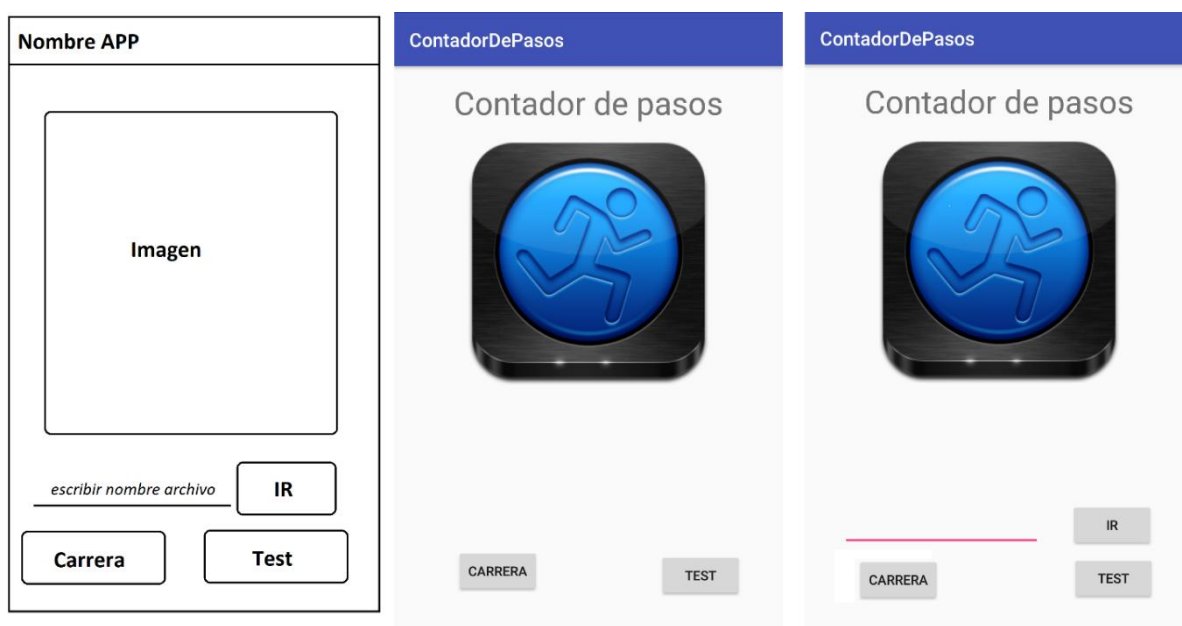 Nombre APP
Imagen
escribir nombre archivo
IR
Carrera
Test
ContadorDePasos
Contador de pasos
CARRERA
TEST
ContadorDePasos
Contador de pasos
IR
CARRERA
TEST